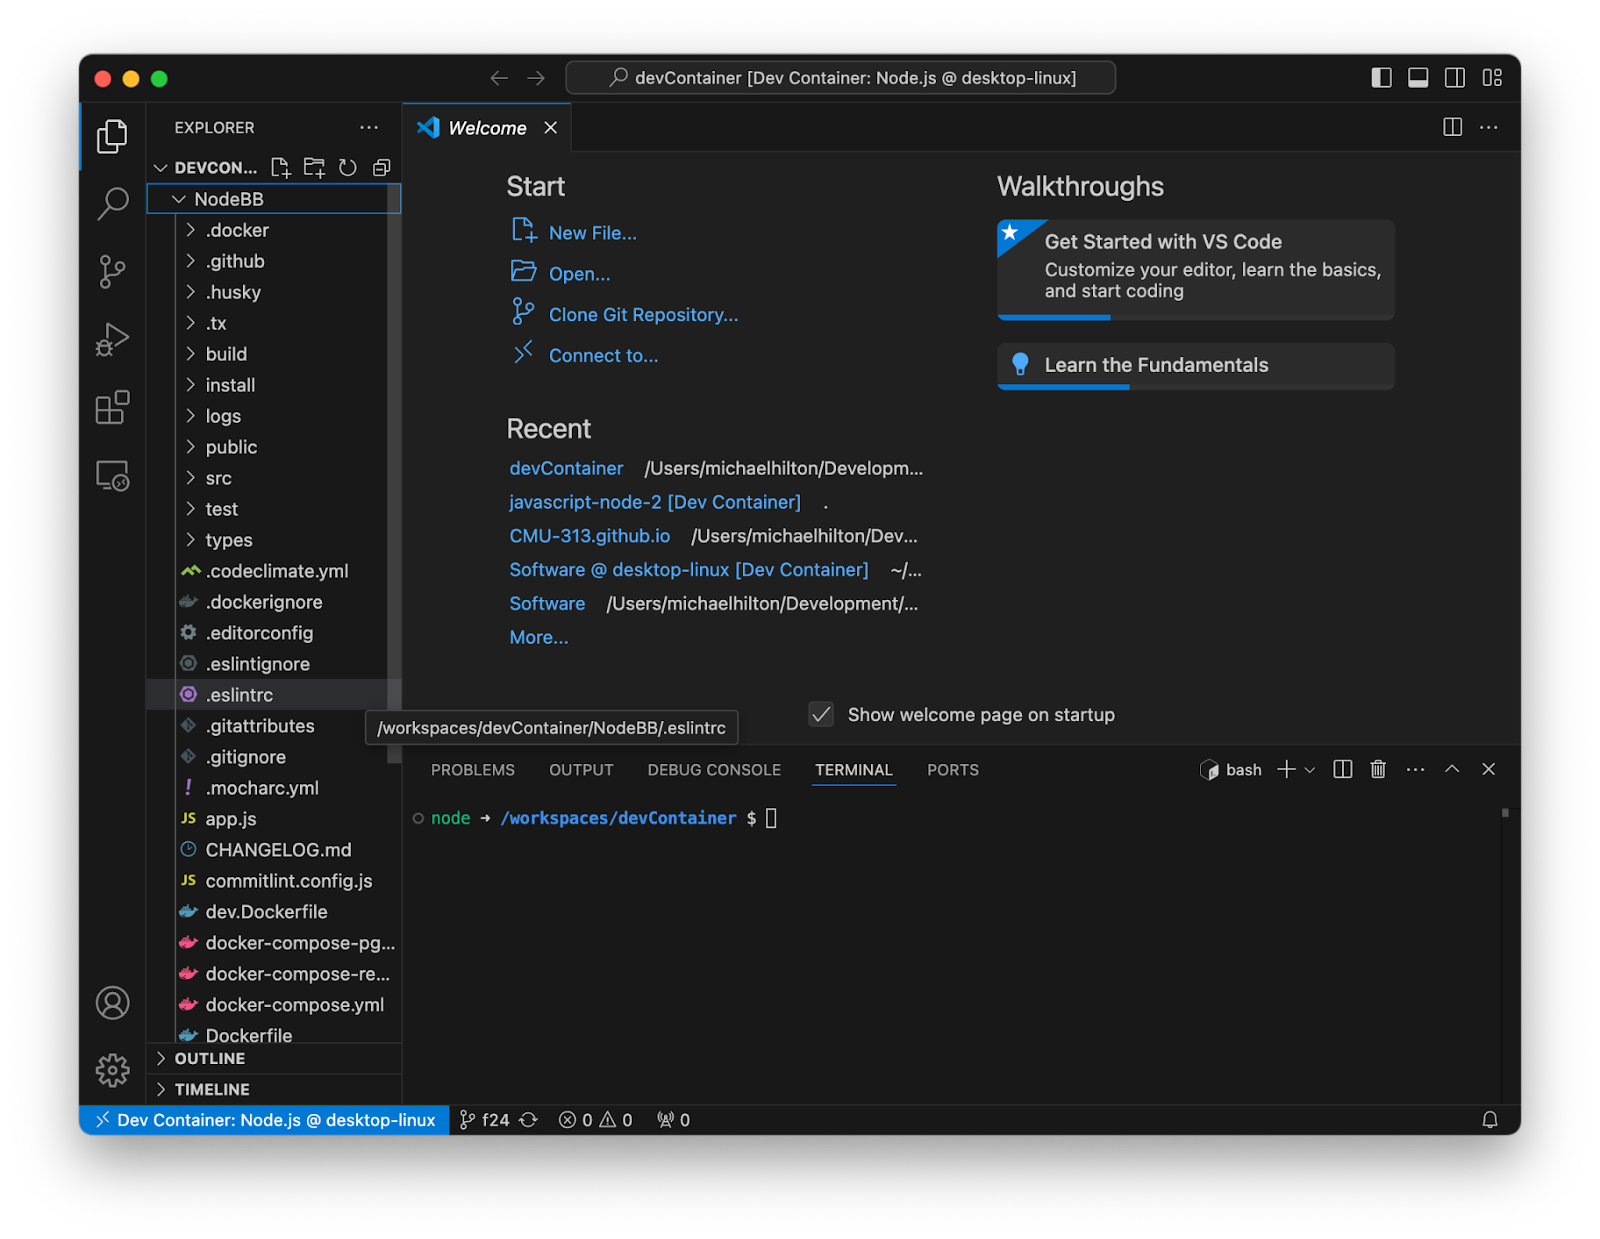 devContainer [Dev Container: Node.js @ desktop-linux]
EXPLORER
DEVCON...
NodeBB
.docker
.github
.husky
.tx
build
install
logs
public
src
test
types
.codeclimate.yml
.dockerignore
.editorconfig
.eslintignore
.eslintrc
.gitattributes
.gitignore
! .mocharc.yml
JS app.js
CHANGELOG.md
JS commitlint.config.js
dev.Dockerfile
docker-compose-pg...
docker-compose-re...
docker-compose.yml
Dockerfile
OUTLINE
TIMELINE
Welcome
Start
New File...
Open...
Clone Git Repository...
Connect to...
Recent
devContainer /Users/michaelhilton/Developm...
javascript-node-2 [Dev Container] .
CMU-313.github.io /Users/michaelhilton/Dev...
Software @ desktop-linux [Dev Container] ~/...
Software /Users/michaelhilton/Development/...
More...
Walkthroughs
Get Started with VS Code
Customize your editor, learn the basics,
and start coding
Learn the Fundamentals
Show welcome page on startup
/workspaces/devContainer/NodeBB/.eslintrc
PROBLEMS OUTPUT DEBUG CONSOLE TERMINAL PORTS
bash
node ➜ /workspaces/devContainer $
Dev Container: Node.js @ desktop-linux f24 0 0 0